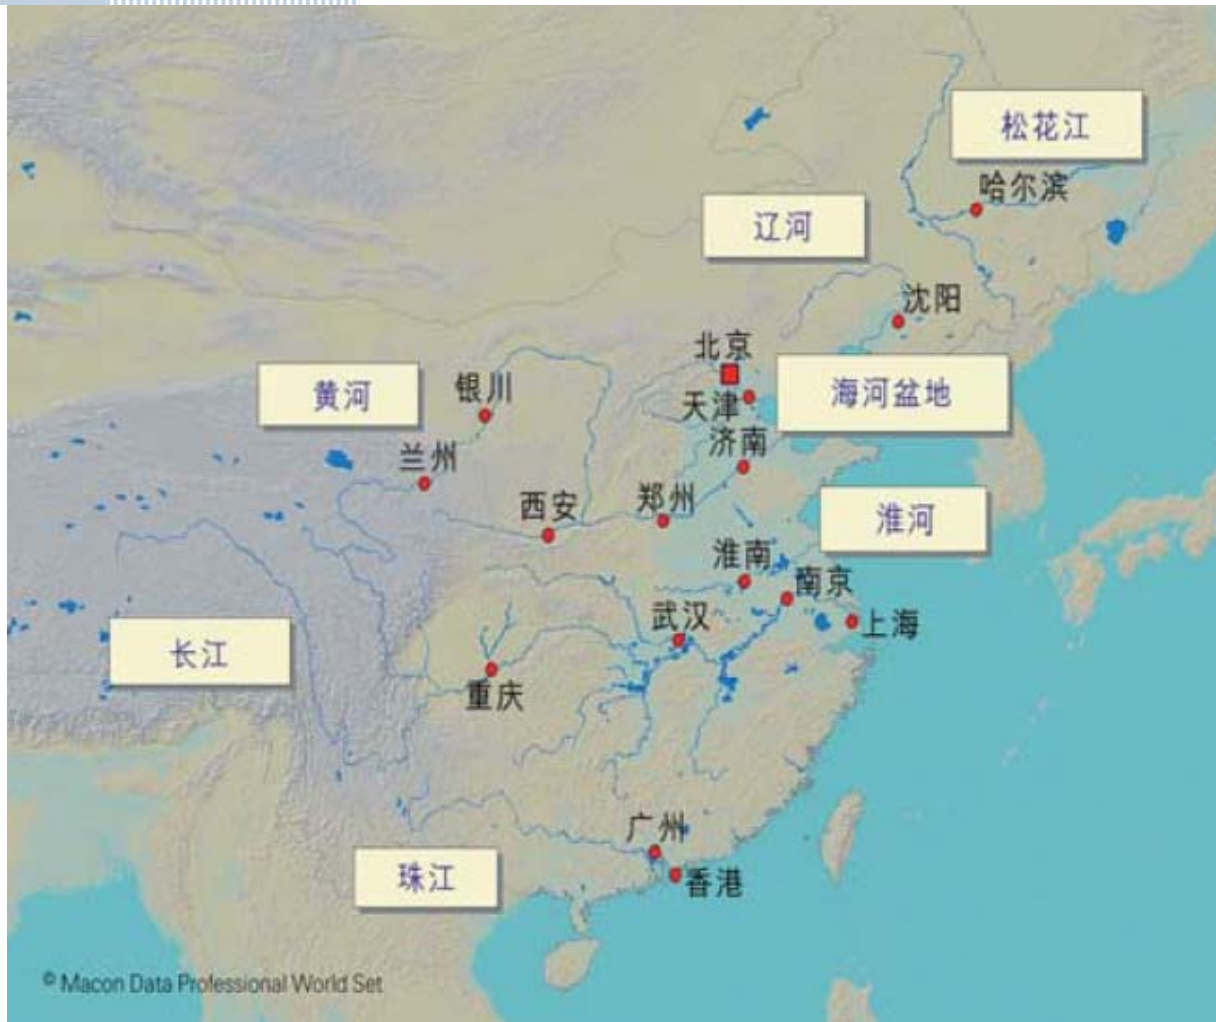 松花江
哈尔滨
辽河
沈阳
北京
海河盆地
黄河
银川
天津
济南
兰州
西安
郑州
淮河
淮南
南京
武汉
上海
长江
重庆
广州
珠江
香港
© Macon Data Professional World Set